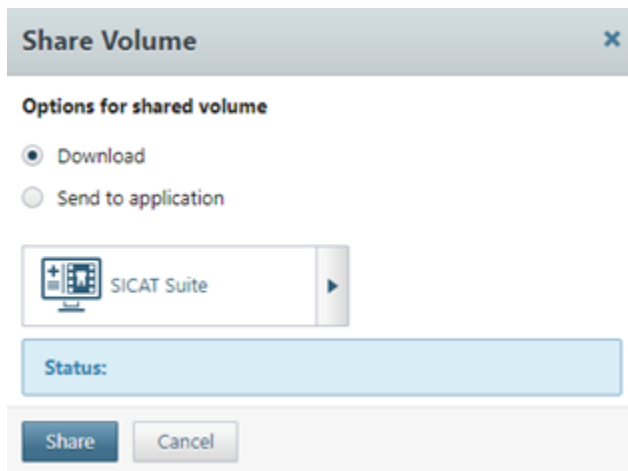 Share Volume
Options for shared volume
Download
Send to application
SICAT Suite
Status:
Share Cancel